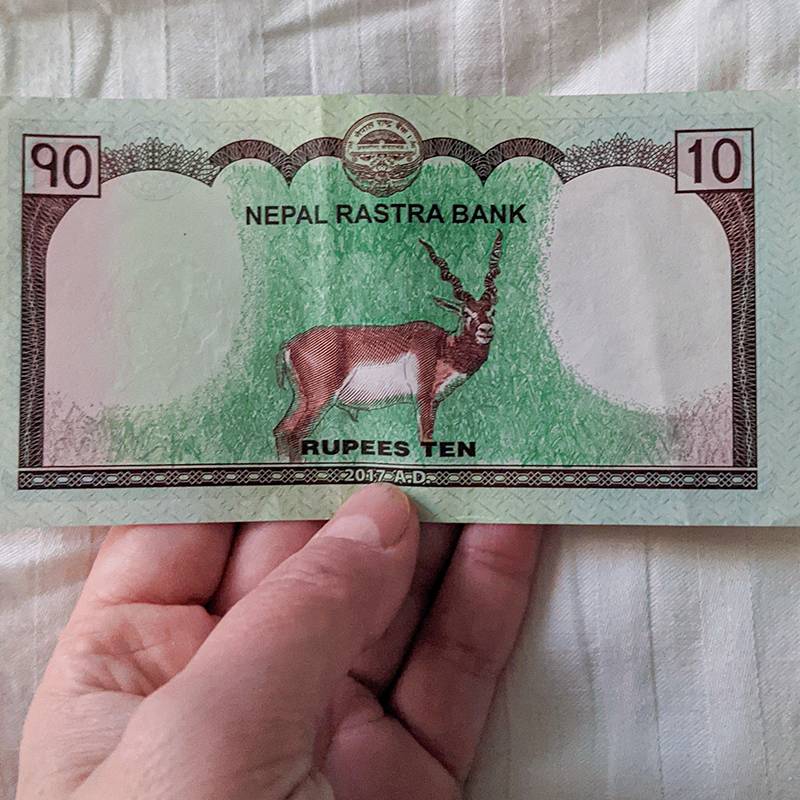 १०
10
NEPAL RASTRA BANK
RUPEES TEN
2017 A.D.